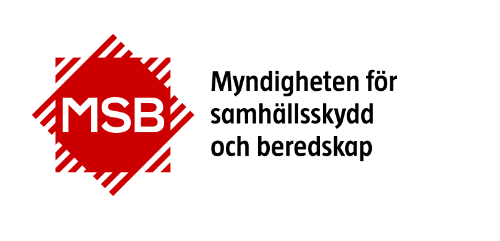 MSB
Myndigheten för
samhällsskydd
och beredskap